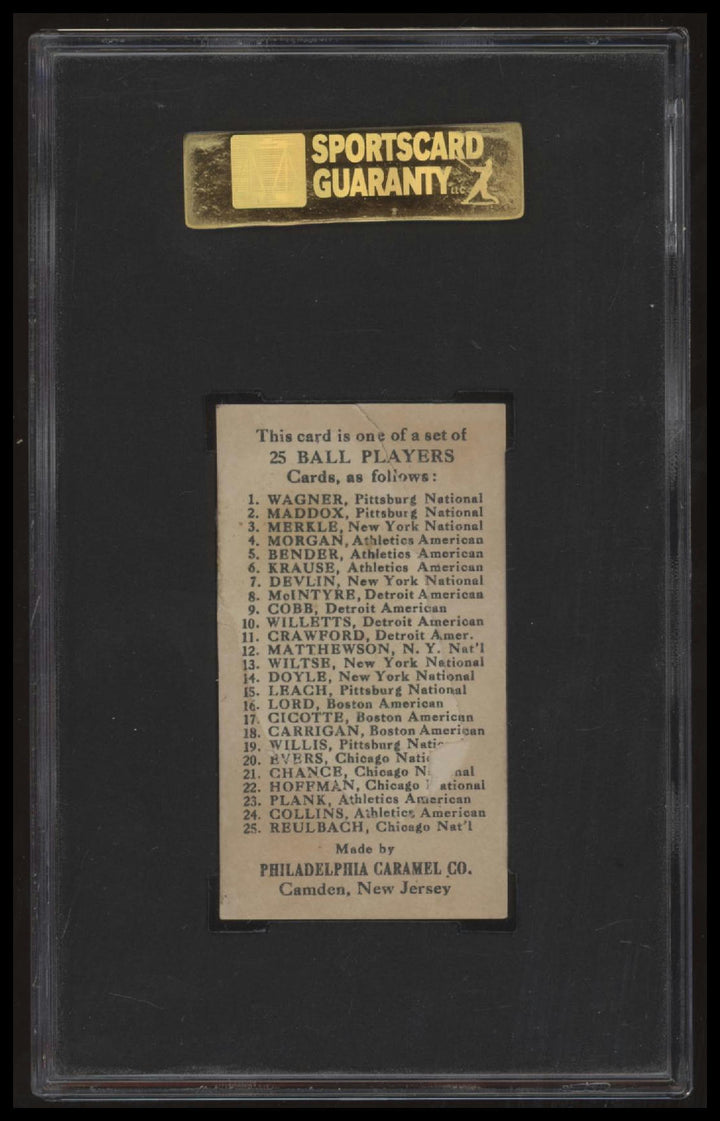 SPORTSCARD
GUARANTY LLC
This card is one of a set of
25 BALL PLAYERS
Cards, as follows:
1. WAGNER, Pittsburg National
2. MADDOX, Pittsburg National
3. MERKLE, New York National
4. MORGAN, Athletics American
5. BENDER, Athletics American
6. KRAUSE, Athletics American
7. DEVLIN, New York National
8. McINTYRE, Detroit American
9. COBB, Detroit American
10. WILLETTS, Detroit American
11. CRAWFORD, Detroit Amer.
12. MATTHEWSON, N. Y. Nat'l
13. WILTSE, New York National
14. DOYLE, New York National
15. LEACH, Pittsburg National
16. LORD, Boston American
17. CICOTTE, Boston American
18. CARRIGAN, Boston American
19. WILLIS, Pittsburg Natio
20. EVERS, Chicago Natio
21. CHANCE, Chicago N nal
22. HOFFMAN, Chicago National
23. PLANK, Athletics American
24. COLLINS, Athletics American
25. REULBACH, Chicago Nat'l
Made by
PHILADELPHIA CARAMEL CO.
Camden, New Jersey